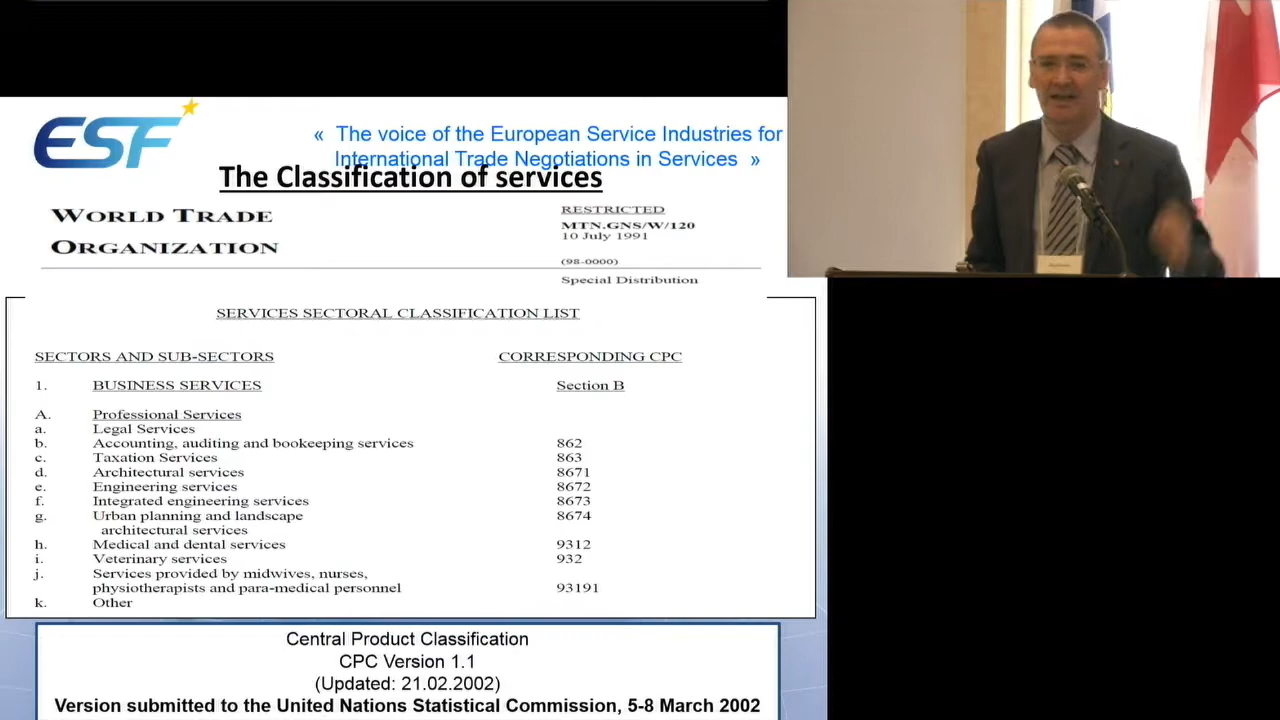 ESF
« The voice of the European Service Industries for
International Trade Negotiations in Services »
The Classification of services
WORLD TRADE
ORGANIZATION
RESTRICTED
MTN.GNS/W/120
10 July 1991
(98-0000)
Special Distribution
SERVICES SECTORAL CLASSIFICATION LIST
SECTORS AND SUB-SECTORS CORRESPONDING CPC
1. BUSINESS SERVICES Section B
A. Professional Services
a. Legal Services
b. Accounting, auditing and bookeeping services 862
c. Taxation Services 863
d. Architectural services 8671
e. Engineering services 8672
f. Integrated engineering services 8673
g. Urban planning and landscape 8674
architectural services
h. Medical and dental services 9312
i. Veterinary services 932
j. Services provided by midwives, nurses,
physiotherapists and para-medical personnel 93191
k. Other
Central Product Classification
CPC Version 1.1
(Updated: 21.02.2002)
Version submitted to the United Nations Statistical Commission, 5-8 March 2002